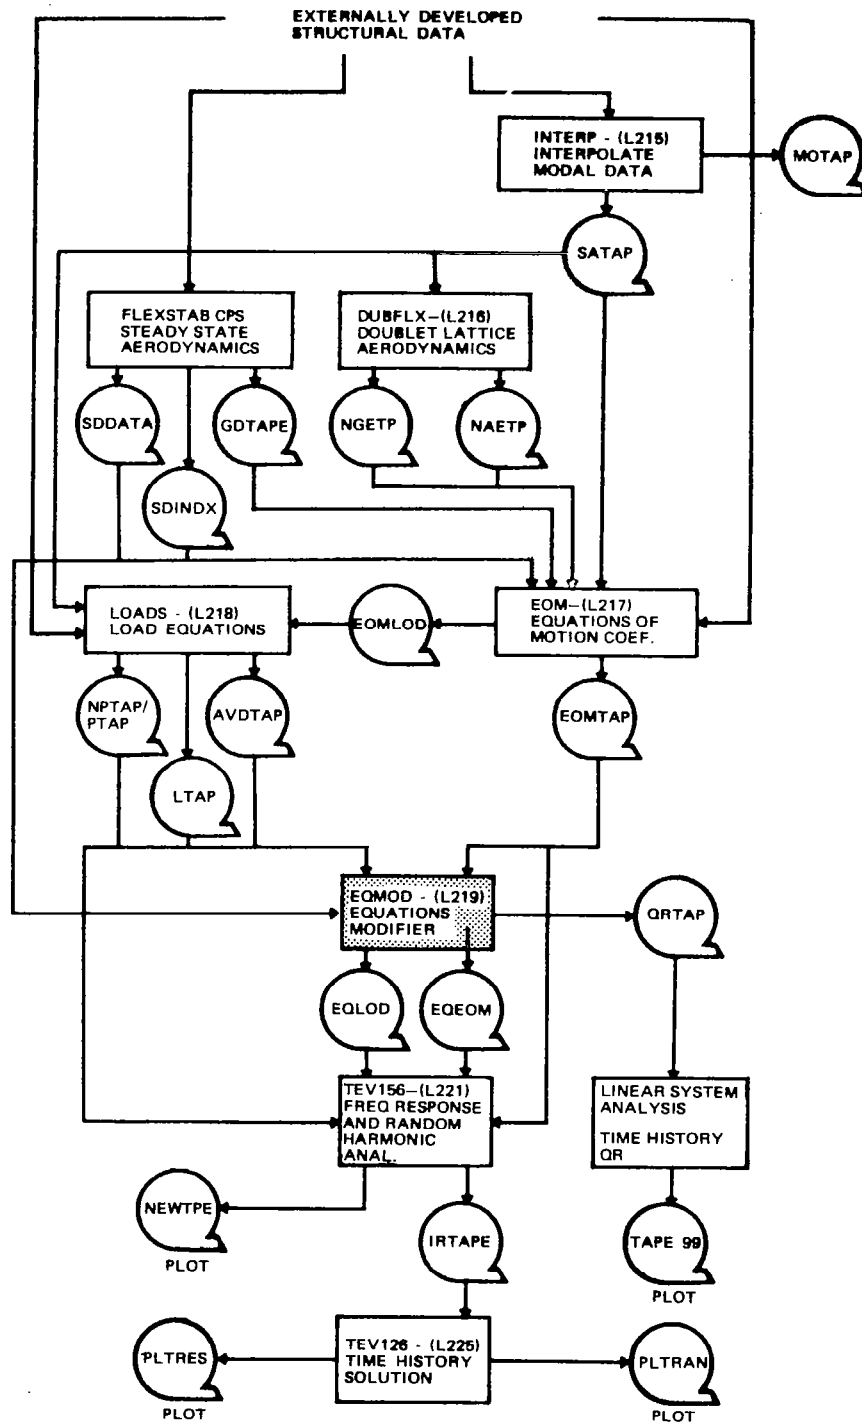 EXTERNALLY DEVELOPED
STRUCTURAL DATA
INTERP - (L215)
INTERPOLATE
MODAL DATA
MOTAP
SATAP
FLEXSTAB CPS
STEADY STATE
AERODYNAMICS
DUBFLX-(L216)
DOUBLET LATTICE
AERODYNAMICS
SDDATA
GDTAPE
NGETP
NAETP
SDINDX
LOADS - (L218)
LOAD EQUATIONS
EOMLOD
EOM-(L217)
EQUATIONS OF
MOTION COEF.
NPTAP/
PTAP
AVDTAP
EOMTAP
LTAP
EQMOD - (L219)
EQUATIONS
MODIFIER
QRTAP
EQLOD
EQEOM
TEV156-(L221)
FREQ RESPONSE
AND RANDOM
HARMONIC
ANAL.
LINEAR SYSTEM
ANALYSIS
TIME HISTORY
QR
NEWTPE
PLOT
IRTAPE
TAPE 99
PLOT
TEV126 - (L225)
TIME HISTORY
SOLUTION
PLTRES
PLOT
PLTRAN
PLOT